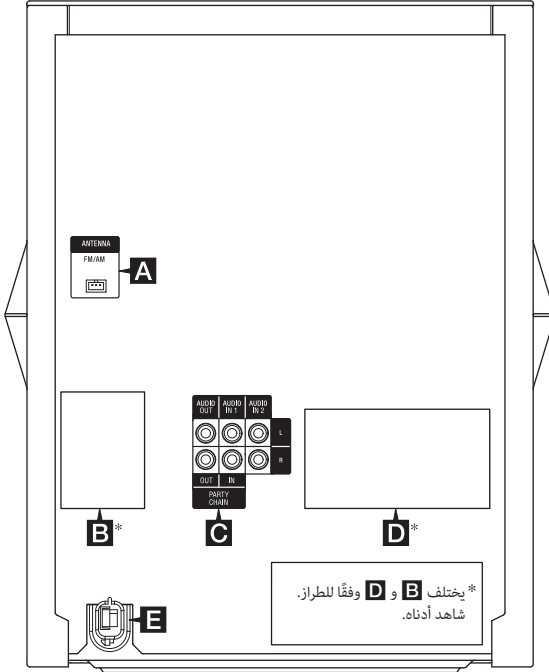 ANTENNA
FM/AM
A
AUDIO OUT AUDIO IN 1 AUDIO IN 2
L
R
OUT IN
PARTY CHAIN
B*
C
D*
* يختلف B و D وفقًا للطراز.
شاهد أدناه.
E